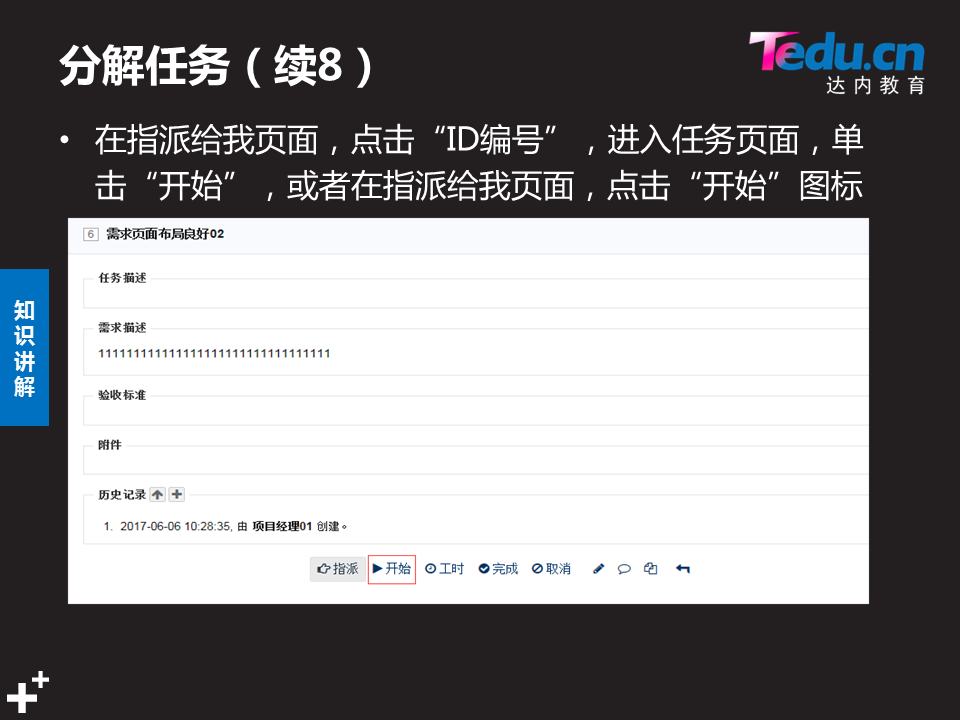 分解任务（续8）
Tedu.cn
达内教育
• 在指派给我页面，点击“ID编号”，进入任务页面，单
击“开始”，或者在指派给我页面，点击“开始”图标
知识讲解
6 需求页面布局良好02
任务描述
需求描述
111111111111111111111111111111111
验收标准
附件
历史记录
1. 2017-06-06 10:28:35, 由 项目经理01 创建。
指派 开始 工时 完成 取消